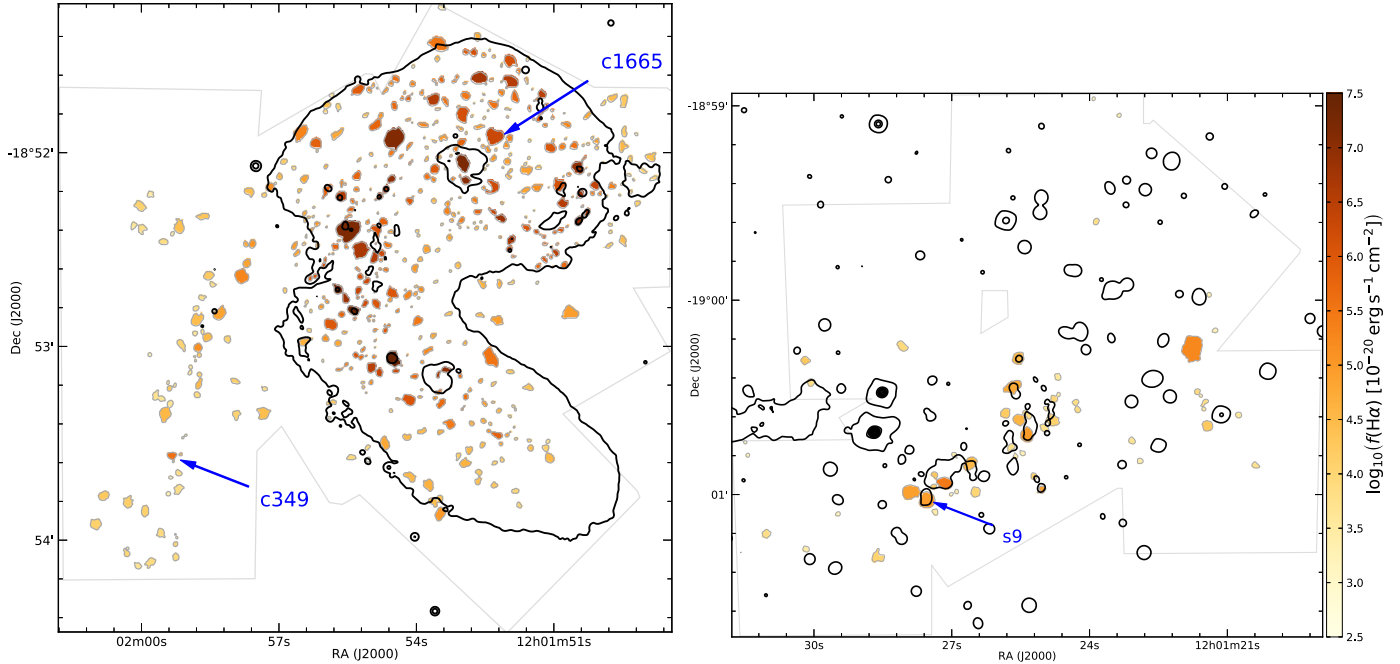 c1665
c349
-18°52'
53'
54'
Dec (J2000)
02m00s
57s
54s
12h01m51s
RA (J2000)
s9
-18°59'
-19°00'
01'
Dec (J2000)
30s
27s
24s
12h01m21s
RA (J2000)
7.5
7.0
6.5
6.0
5.5
5.0
4.5
4.0
3.5
3.0
2.5
log₁₀(f(Hα) [10⁻²⁰ erg s⁻¹ cm⁻²])